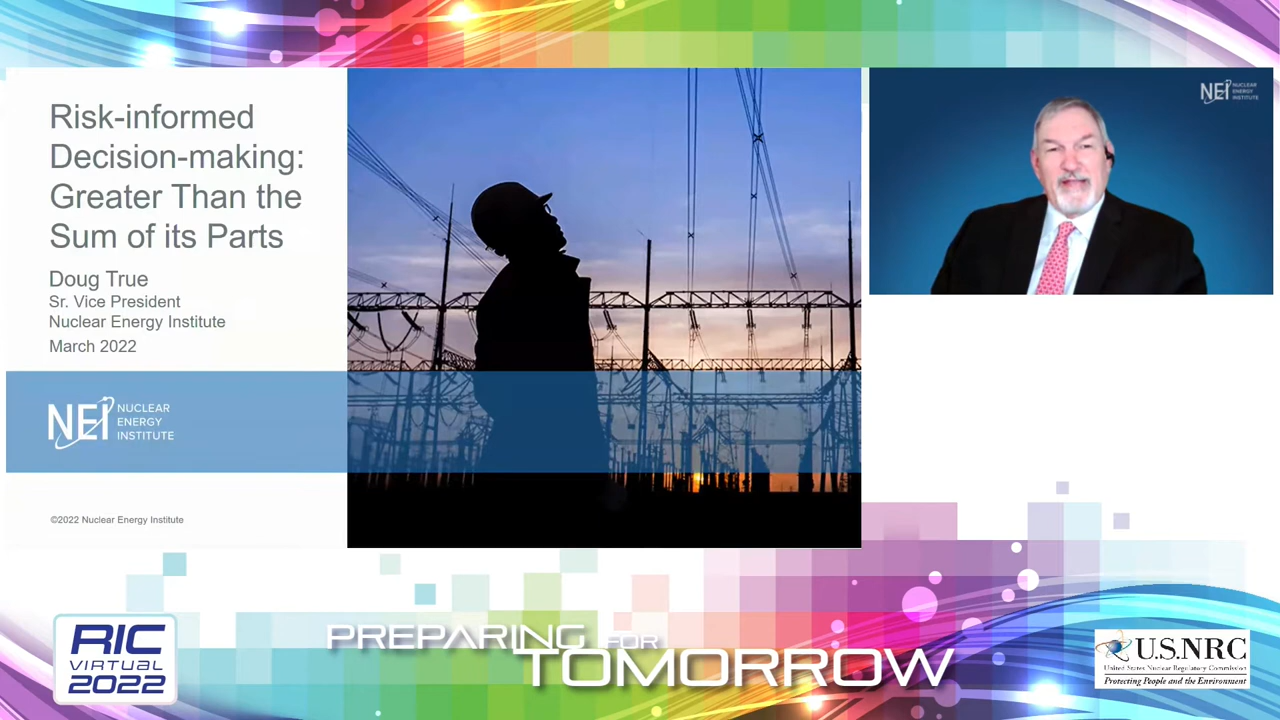 Risk-informed
Decision-making:
Greater Than the
Sum of its Parts
Doug True
Sr. Vice President
Nuclear Energy Institute
March 2022
NEI
NUCLEAR
ENERGY
INSTITUTE
©2022 Nuclear Energy Institute
NEI
NUCLEAR
ENERGY
INSTITUTE
RIC
VIRTUAL
2022
PREPARING FOR
TOMORROW
U.S.NRC
United States Nuclear Regulatory Commission
Protecting People and the Environment